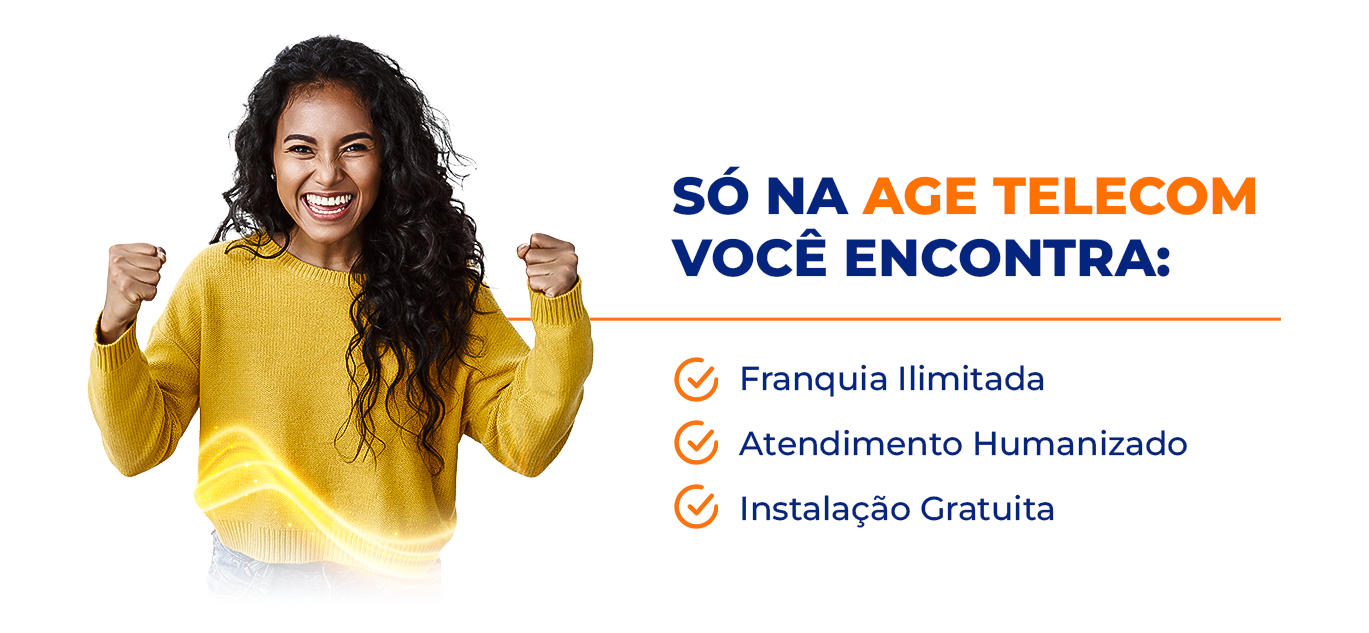 SÓ NA AGE TELECOM
VOCÊ ENCONTRA:
Franquia Ilimitada
Atendimento Humanizado
Instalação Gratuita